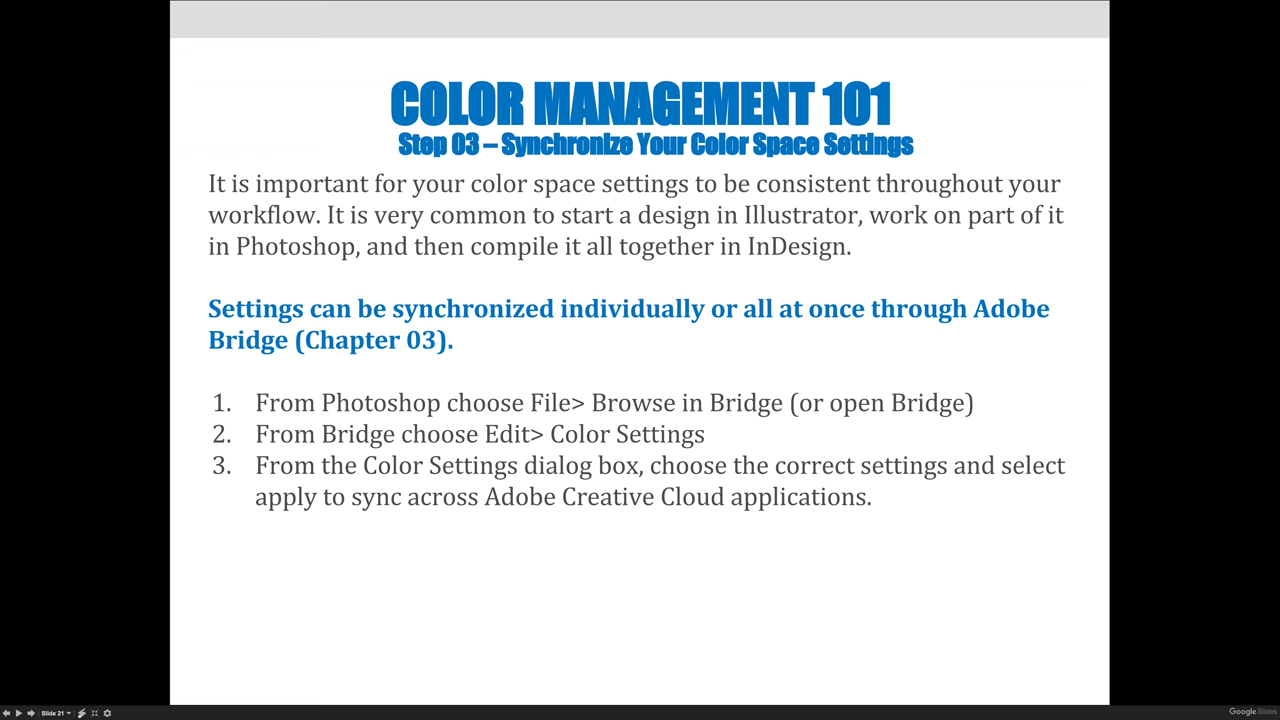 COLOR MANAGEMENT 101
Step 03 – Synchronize Your Color Space Settings
It is important for your color space settings to be consistent throughout your
workflow. It is very common to start a design in Illustrator, work on part of it
in Photoshop, and then compile it all together in InDesign.
Settings can be synchronized individually or all at once through Adobe
Bridge (Chapter 03).
1. From Photoshop choose File> Browse in Bridge (or open Bridge)
2. From Bridge choose Edit> Color Settings
3. From the Color Settings dialog box, choose the correct settings and select
apply to sync across Adobe Creative Cloud applications.
Slide 21
Google Slides